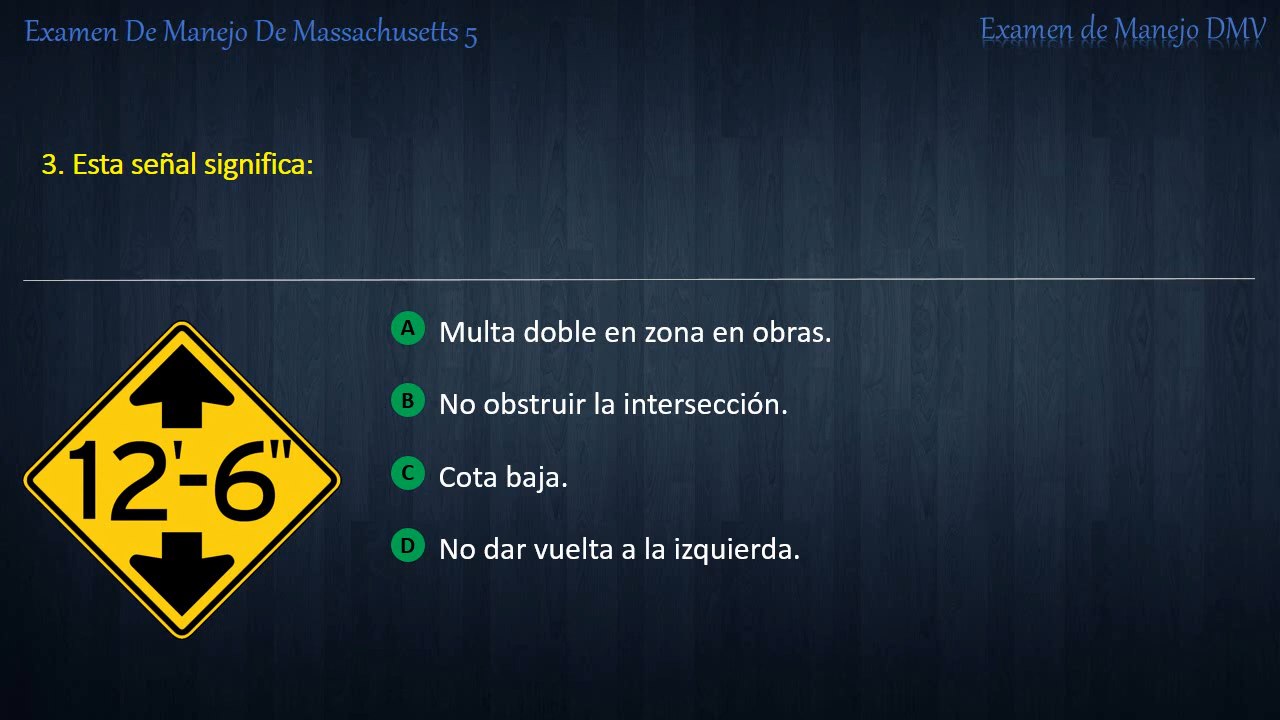 Examen De Manejo De Massachusetts 5
Examen de Manejo DMV
3. Esta señal significa:
A Multa doble en zona en obras.
B No obstruir la intersección.
C Cota baja.
D No dar vuelta a la izquierda.
12'-6"